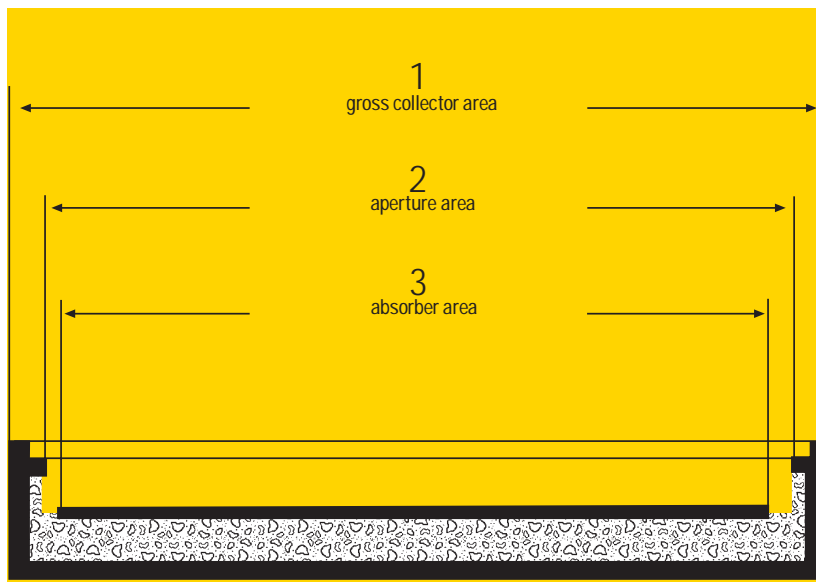 1
gross collector area
2
aperture area
3
absorber area